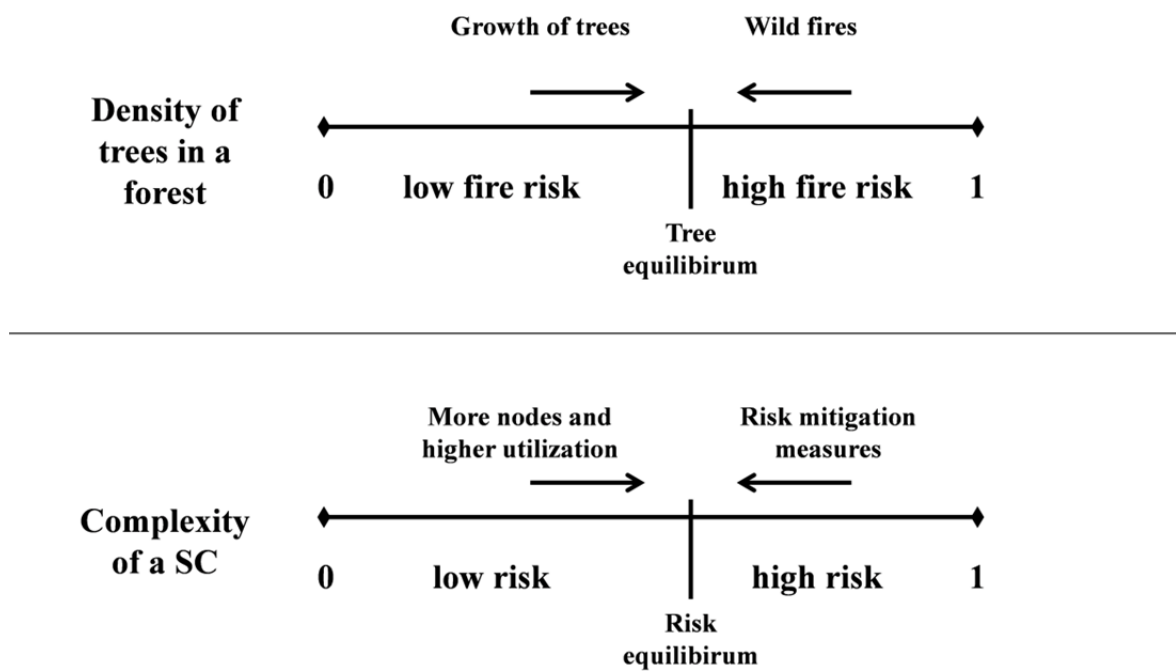 Growth of trees
Wild fires
Density of
trees in a
forest
0
low fire risk
high fire risk
1
Tree
equilibirum
More nodes and
higher utilization
Risk mitigation
measures
Complexity
of a SC
0
low risk
high risk
1
Risk
equilibirum